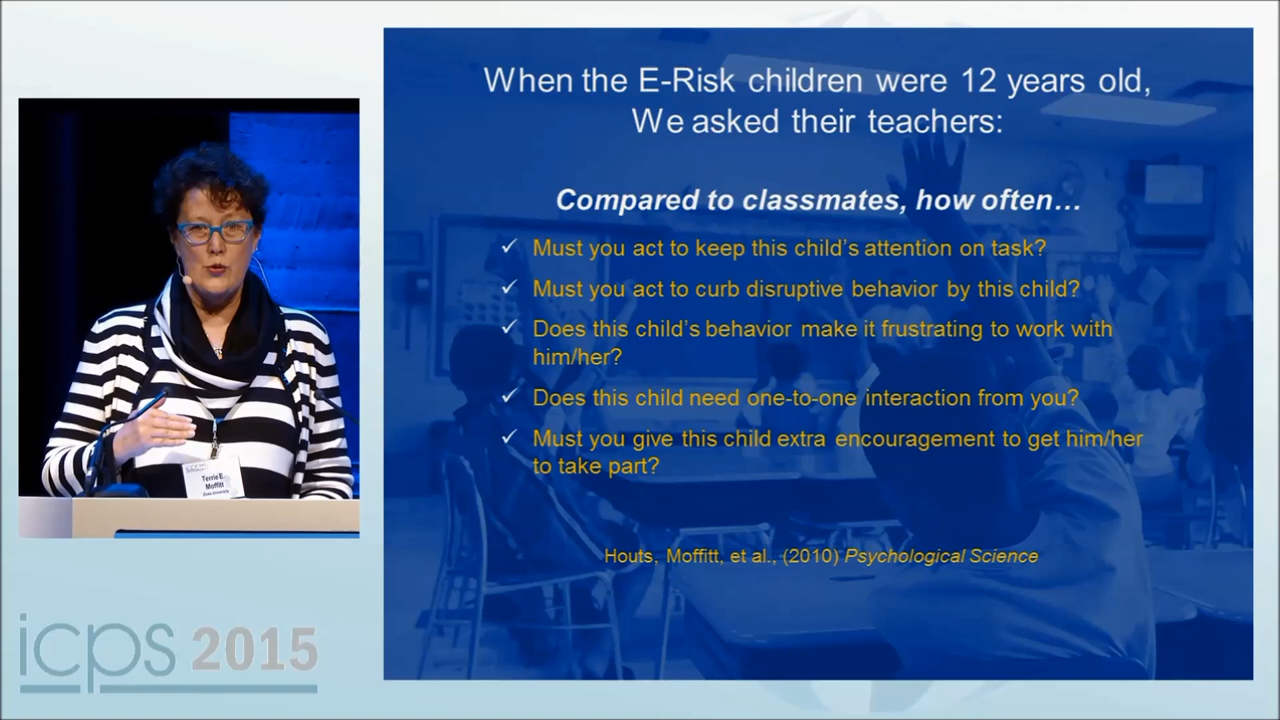 When the E-Risk children were 12 years old,
We asked their teachers:
Compared to classmates, how often…
✓ Must you act to keep this child's attention on task?
✓ Must you act to curb disruptive behavior by this child?
✓ Does this child's behavior make it frustrating to work with
him/her?
✓ Does this child need one-to-one interaction from you?
✓ Must you give this child extra encouragement to get him/her
to take part?
Houts, Moffitt, et al., (2010) Psychological Science
Terrie E.
Moffitt
Duke University
icps 2015